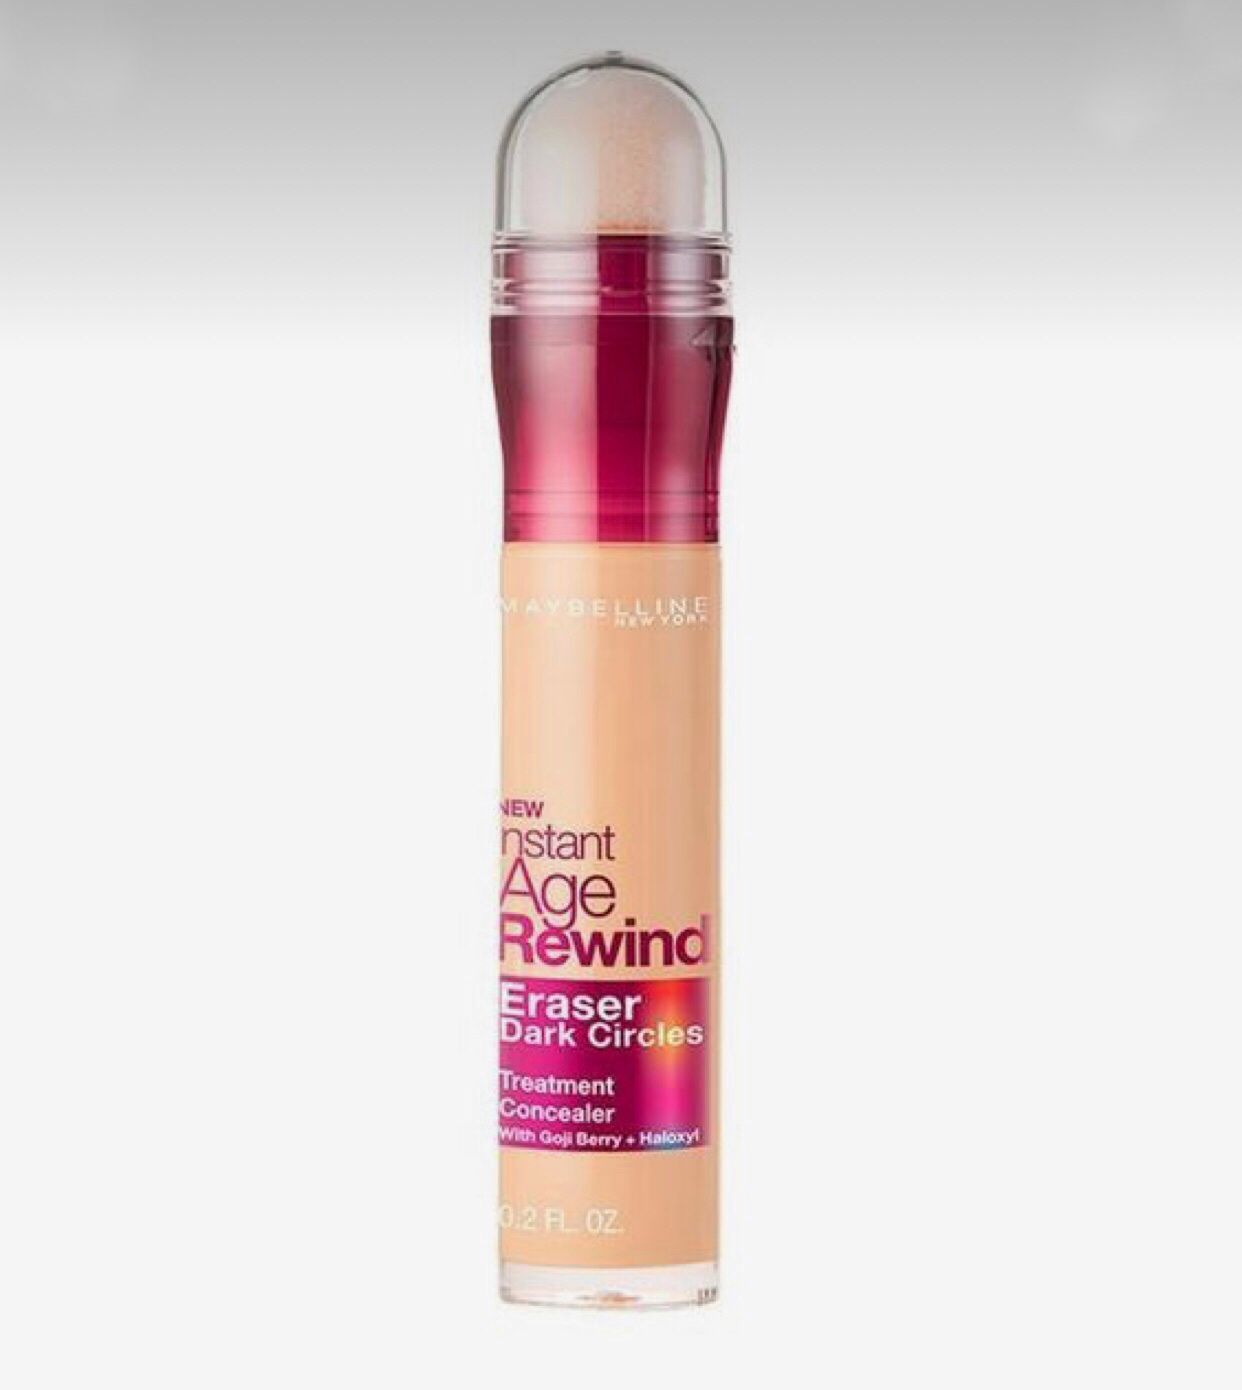 MAYBELLINE
NEW YORK
NEW
Instant
Age
Rewind
Eraser
Dark Circles
Treatment
Concealer
With Goji Berry + Haloxyl
0.2 FL. OZ.